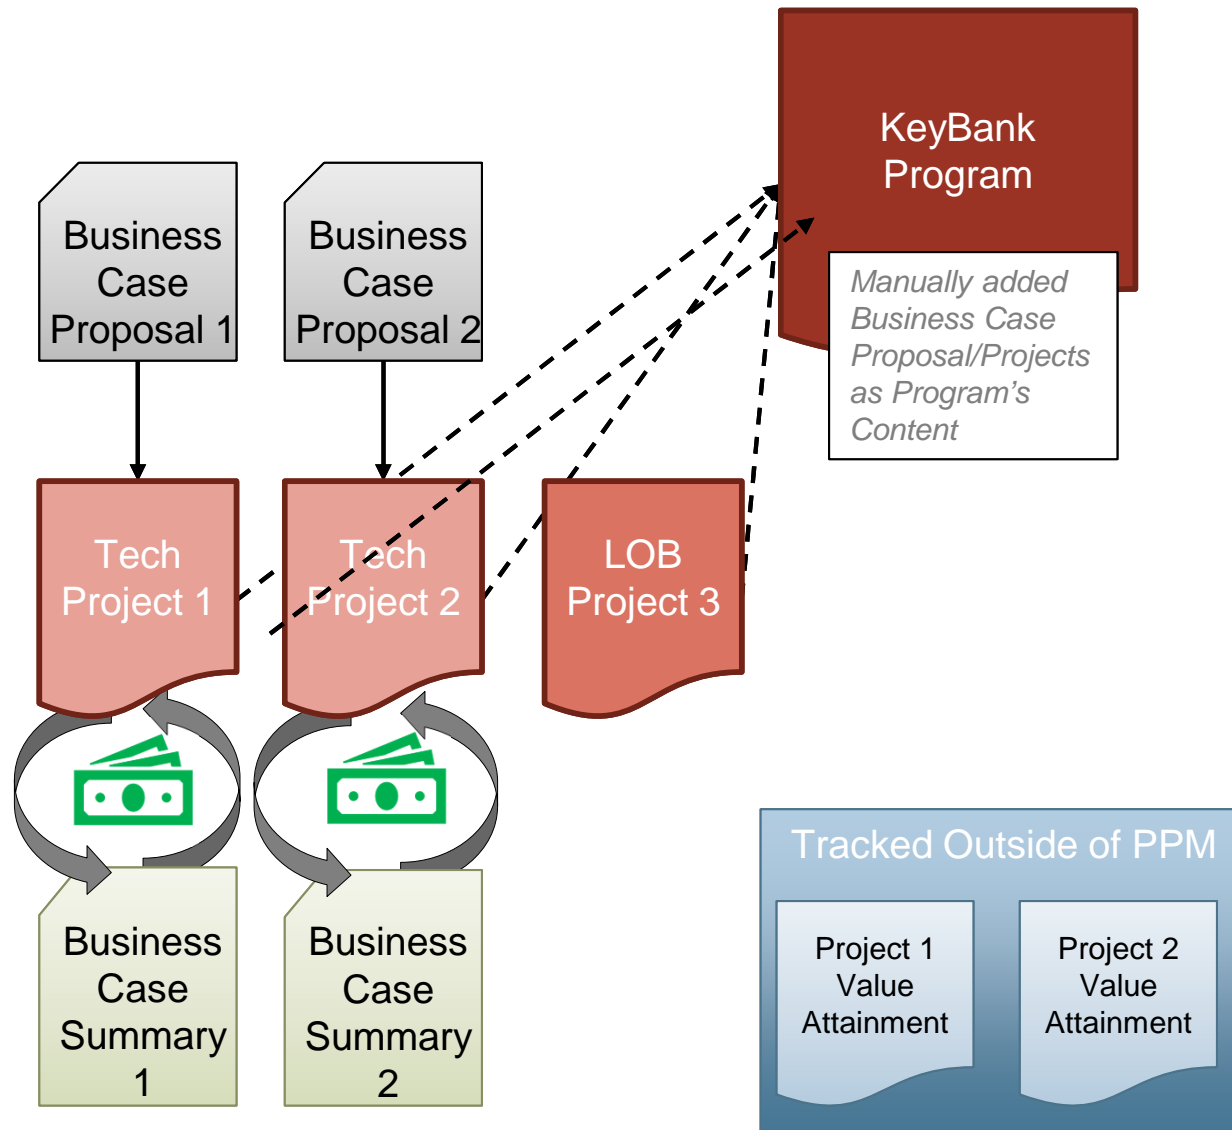 KeyBank
Program
Business
Case
Proposal 1
Business
Case
Proposal 2
Manually added
Business Case
Proposal/Projects
as Program's
Content
Tech
Project 1
Tech
Project 2
LOB
Project 3
Tracked Outside of PPM
Business
Case
Summary
1
Business
Case
Summary
2
Project 1
Value
Attainment
Project 2
Value
Attainment